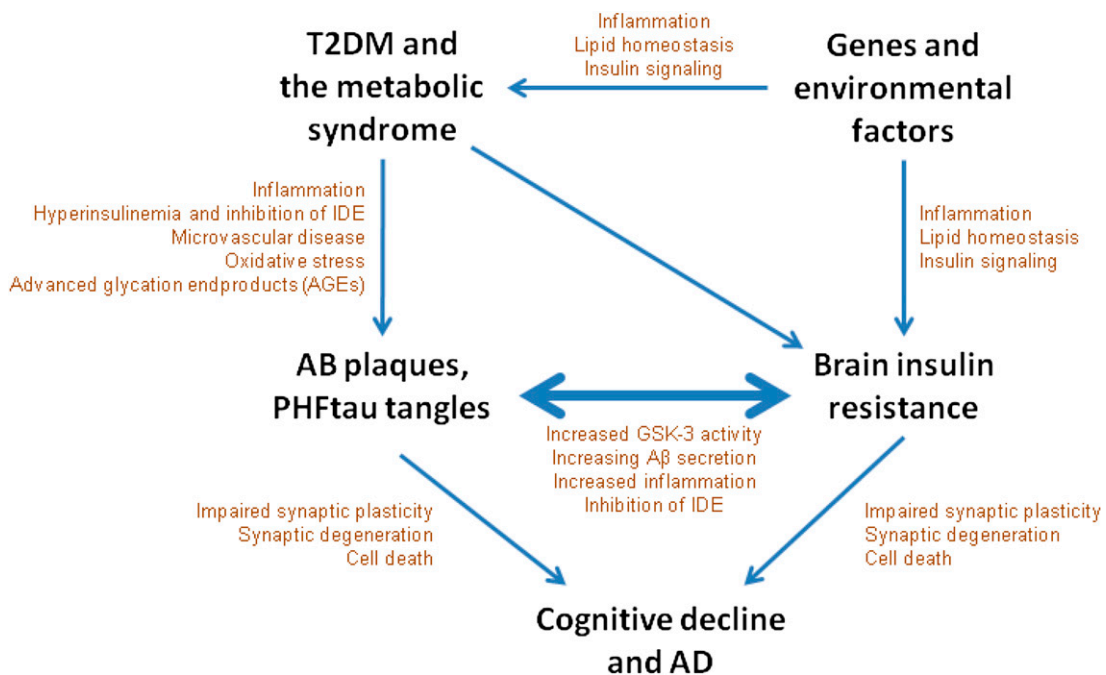 T2DM and
the metabolic
syndrome
Inflammation
Lipid homeostasis
Insulin signaling
Genes and
environmental
factors
Inflammation
Hyperinsulinemia and inhibition of IDE
Microvascular disease
Oxidative stress
Advanced glycation endproducts (AGEs)
Inflammation
Lipid homeostasis
Insulin signaling
AB plaques,
PHFtau tangles
Brain insulin
resistance
Increased GSK-3 activity
Increasing Aβ secretion
Increased inflammation
Inhibition of IDE
Impaired synaptic plasticity
Synaptic degeneration
Cell death
Impaired synaptic plasticity
Synaptic degeneration
Cell death
Cognitive decline
and AD